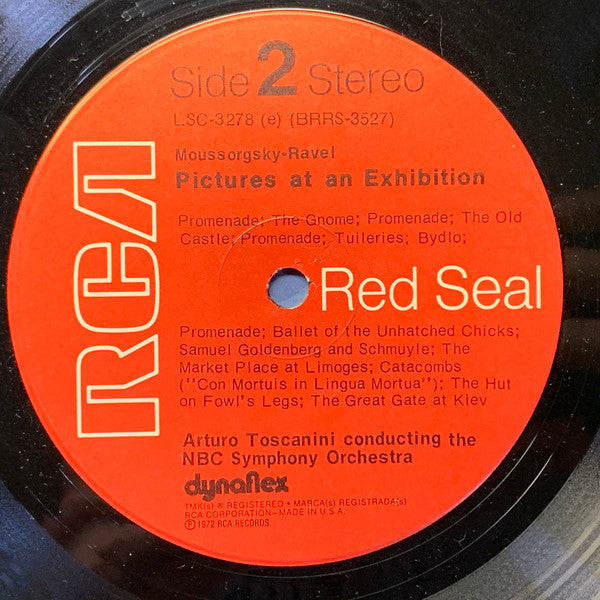 RCA
Side 2 Stereo
LSC-3278 (e) (BRRS-3527)
Moussorgsky-Ravel
Pictures at an Exhibition
Promenade; The Gnome; Promenade; The Old
Castle; Promenade; Tuileries; Bydlo;
Red Seal
Promenade; Ballet of the Unhatched Chicks;
Samuel Goldenberg and Schmuyle; The
Market Place at Limoges; Catacombs
("Con Mortuis in Lingua Mortua"); The Hut
on Fowl's Legs; The Great Gate at Kiev
Arturo Toscanini conducting the
NBC Symphony Orchestra
dynaflex
TMK(s) ® REGISTERED • MARCA(s) REGISTRADA(s)
RCA CORPORATION–MADE IN U.S.A.
℗ 1972 RCA RECORDS